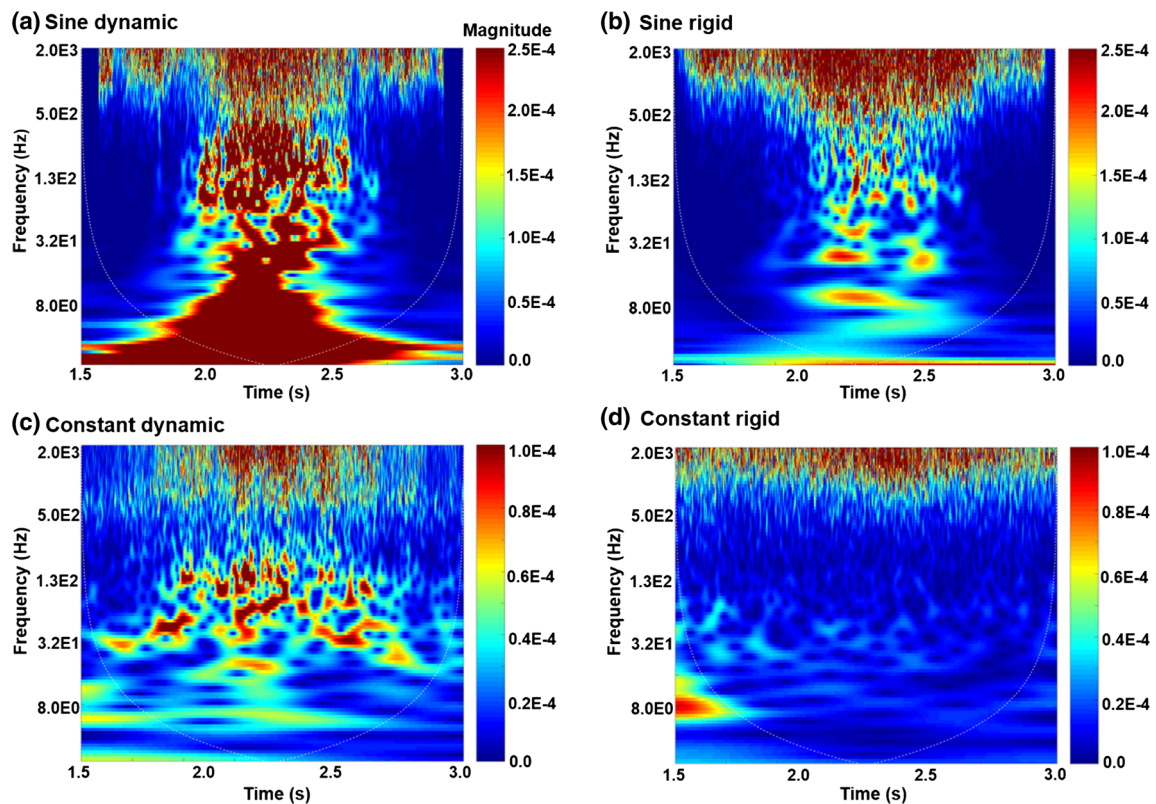 (a) Sine dynamic
Magnitude
2.0E3
5.0E2
1.3E2
3.2E1
8.0E0
Frequency (Hz)
1.5
2.0
2.5
3.0
Time (s)
2.5E-4
2.0E-4
1.5E-4
1.0E-4
0.5E-4
0.0
(b) Sine rigid
2.0E3
5.0E2
1.3E2
3.2E1
8.0E0
Frequency (Hz)
1.5
2.0
2.5
3.0
Time (s)
2.5E-4
2.0E-4
1.5E-4
1.0E-4
0.5E-4
0.0
(c) Constant dynamic
2.0E3
5.0E2
1.3E2
3.2E1
8.0E0
Frequency (Hz)
1.5
2.0
2.5
3.0
Time (s)
1.0E-4
0.8E-4
0.6E-4
0.4E-4
0.2E-4
0.0
(d) Constant rigid
2.0E3
5.0E2
1.3E2
3.2E1
8.0E0
Frequency (Hz)
1.5
2.0
2.5
3.0
Time (s)
1.0E-4
0.8E-4
0.6E-4
0.4E-4
0.2E-4
0.0